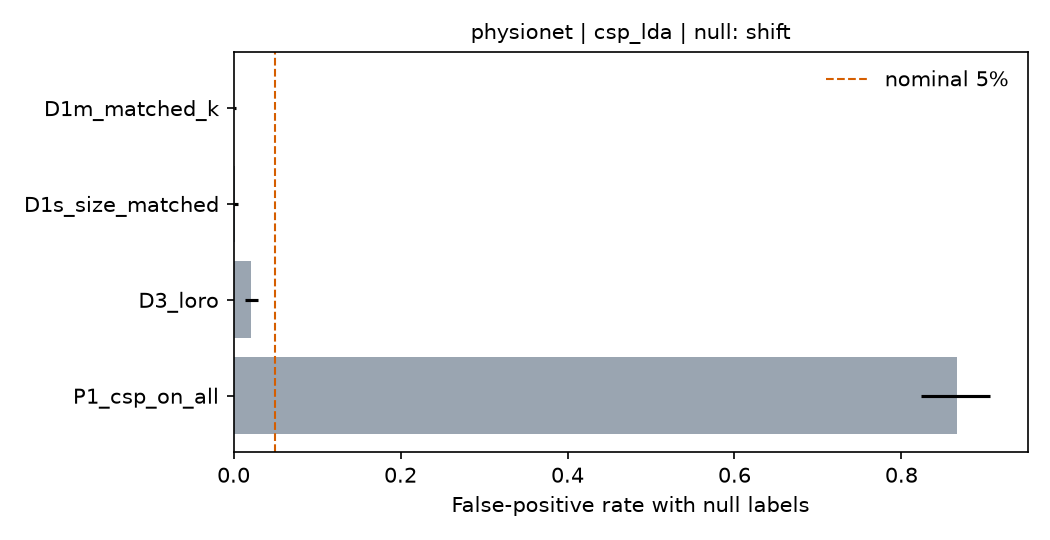 physionet | csp_lda | null: shift
nominal 5%
D1m_matched_k
D1s_size_matched
D3_loro
P1_csp_on_all
0.0 0.2 0.4 0.6 0.8
False-positive rate with null labels